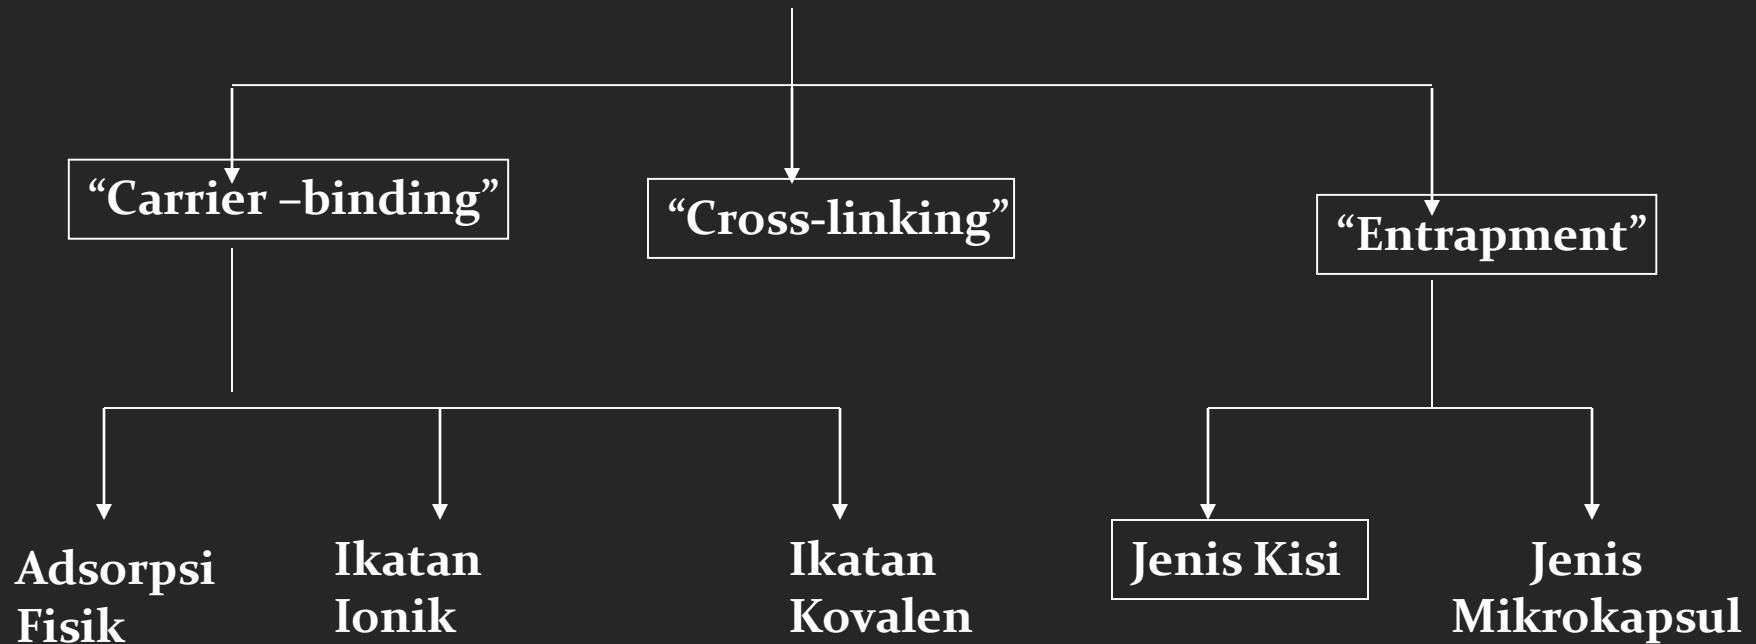 “Carrier –binding”
“Cross-linking”
“Entrapment”
Adsorpsi
Fisik
Ikatan
Ionik
Ikatan
Kovalen
Jenis Kisi
Jenis
Mikrokapsul